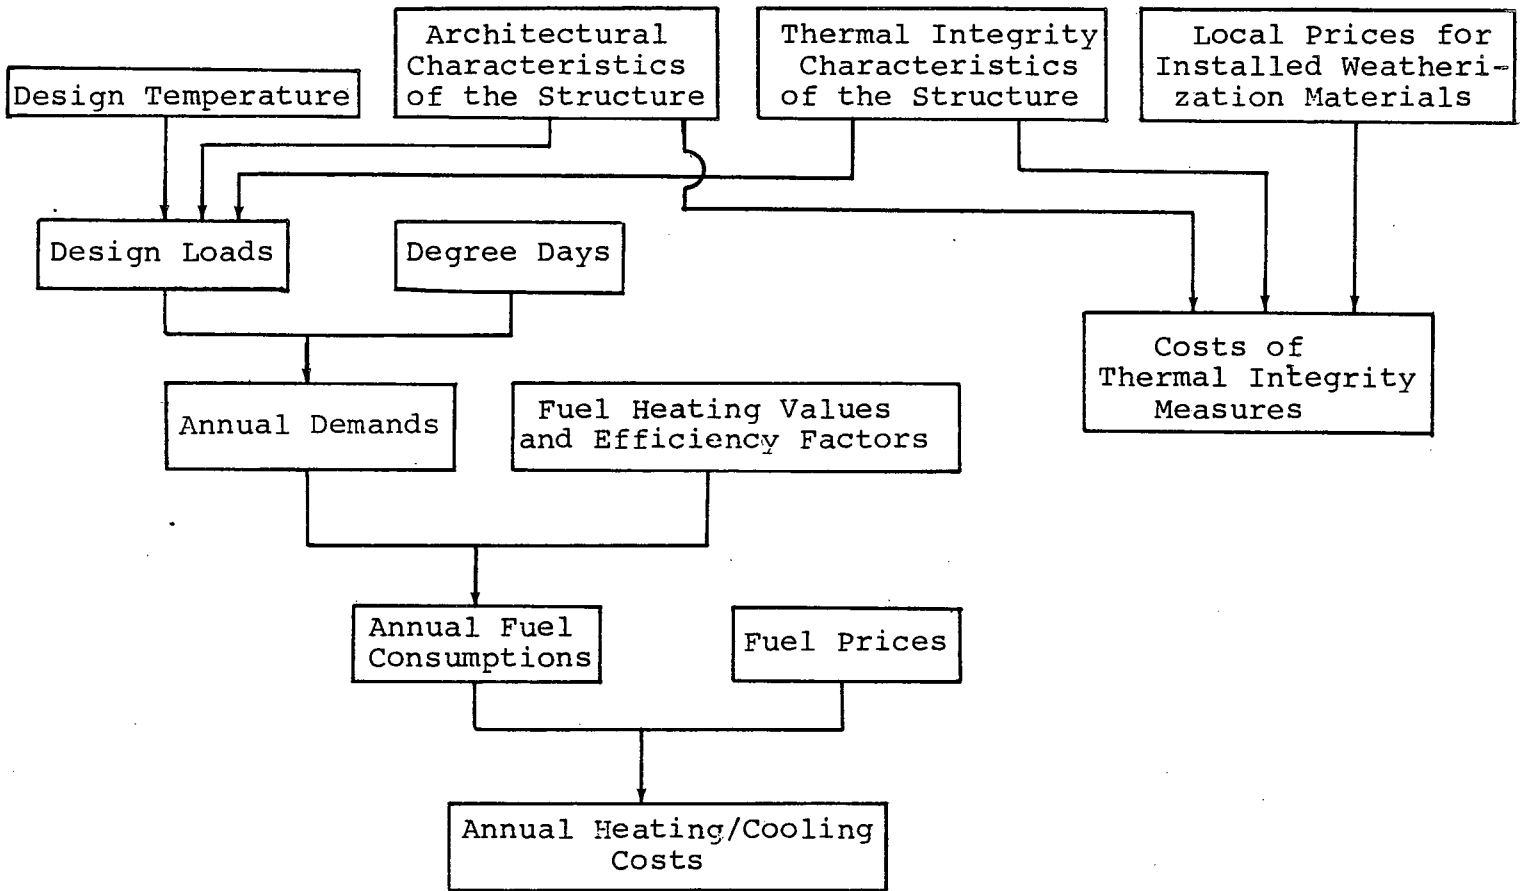 Architectural
Characteristics
of the Structure
Thermal Integrity
Characteristics
of the Structure
Local Prices for
Installed Weatheri-
zation Materials
Design Temperature
Design Loads
Degree Days
Costs of
Thermal Integrity
Measures
Annual Demands
Fuel Heating Values
and Efficiency Factors
Annual Fuel
Consumptions
Fuel Prices
Annual Heating/Cooling
Costs